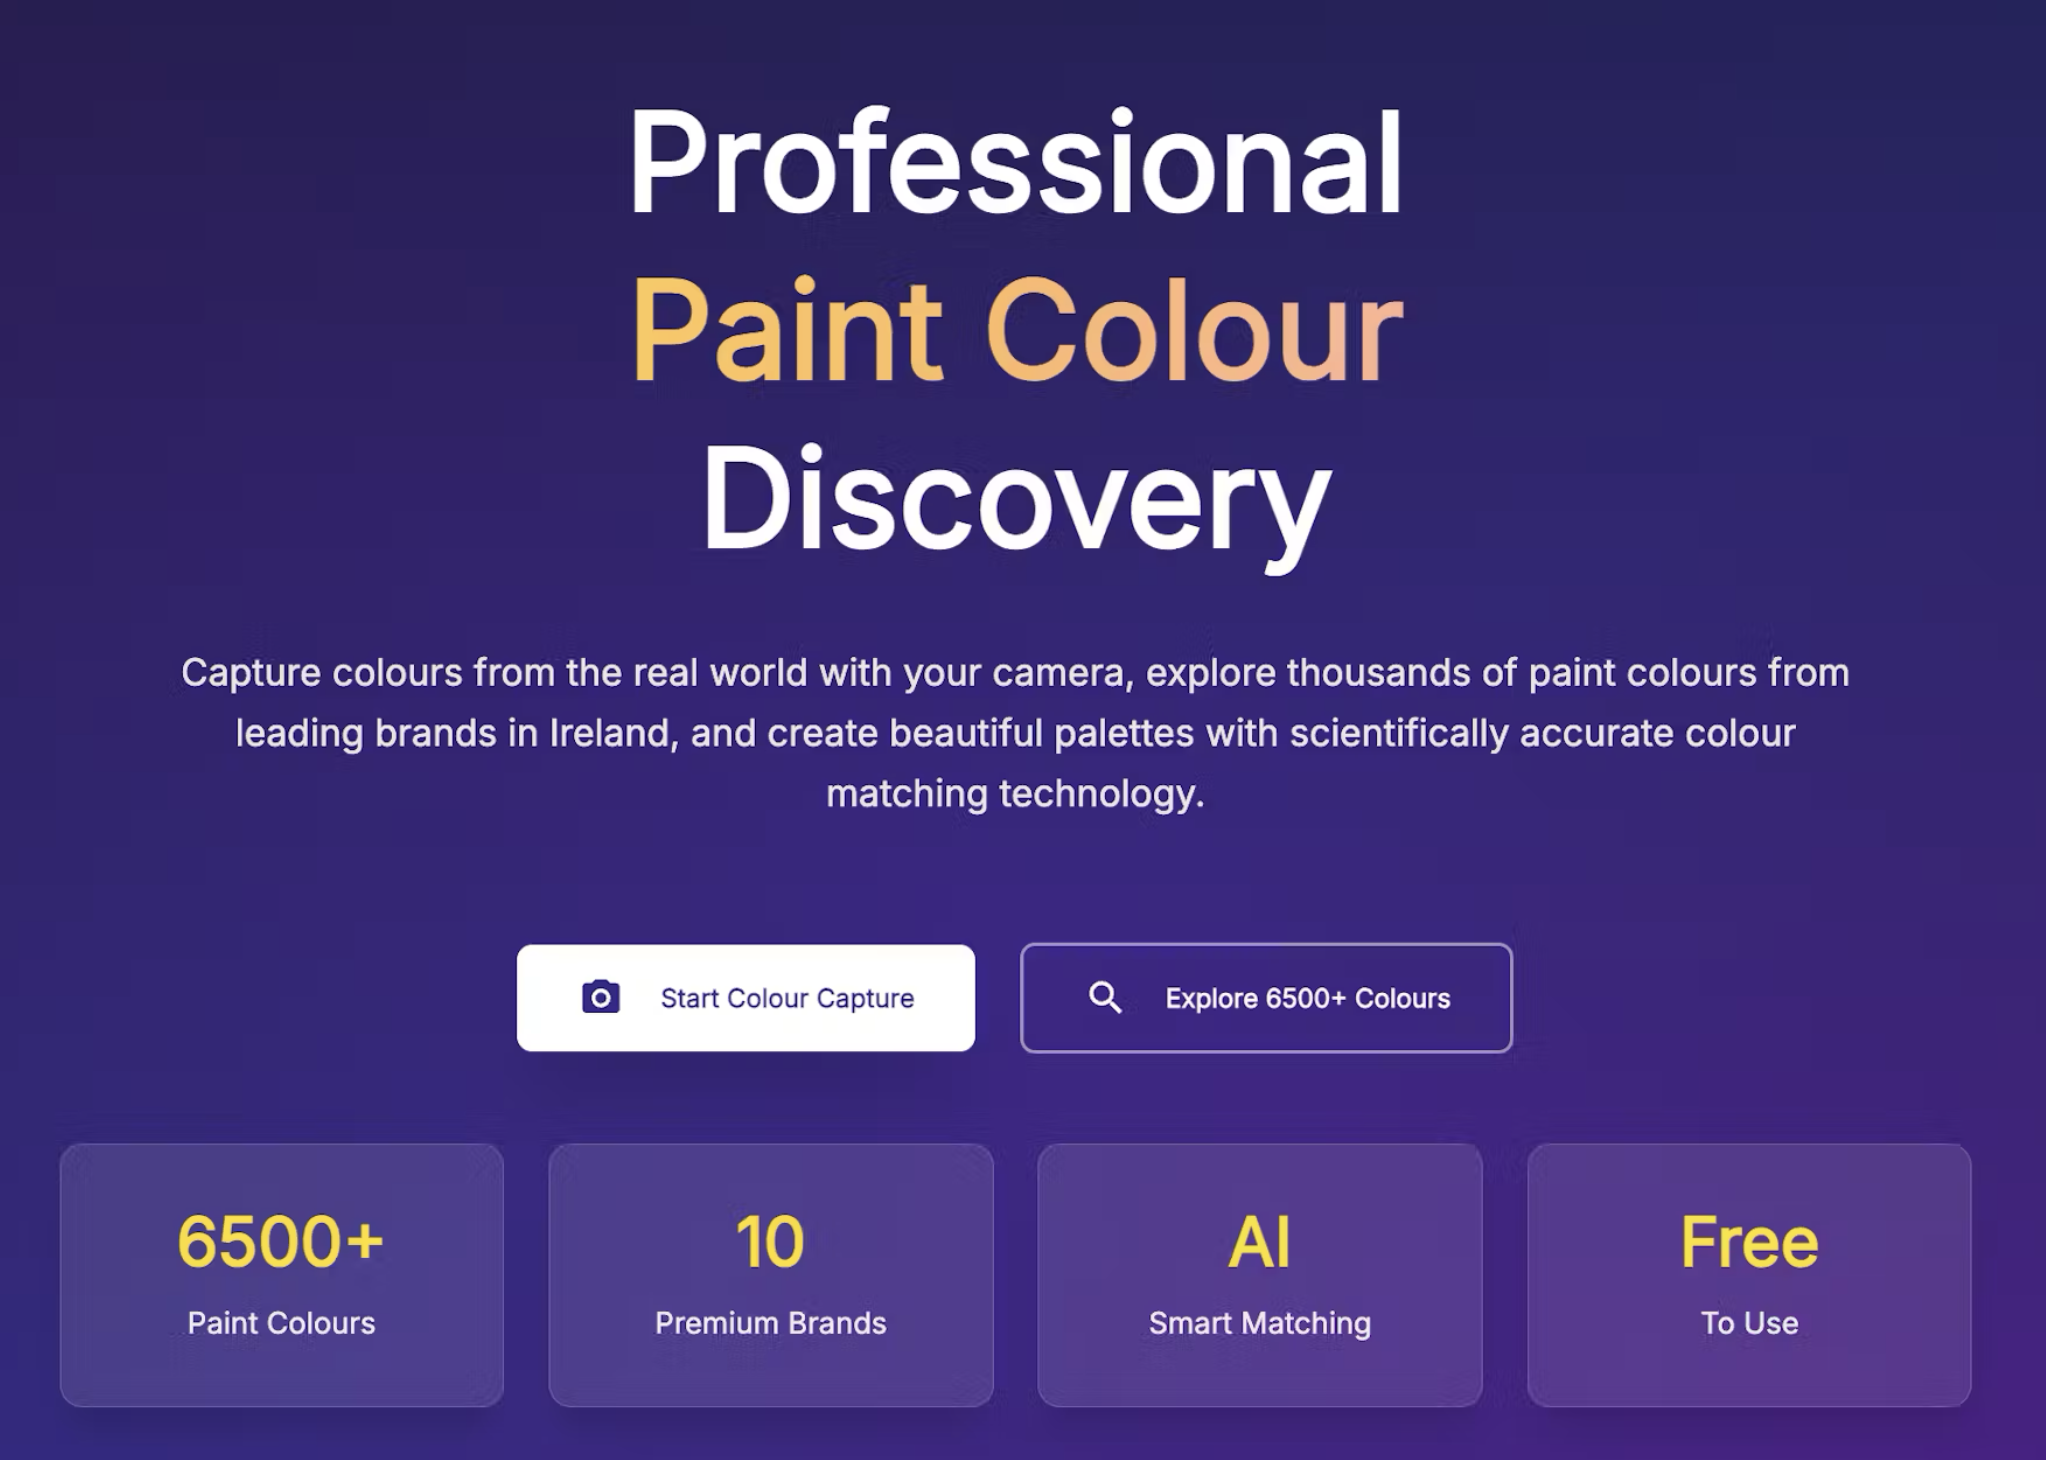 Professional
Paint Colour
Discovery
Capture colours from the real world with your camera, explore thousands of paint colours from
leading brands in Ireland, and create beautiful palettes with scientifically accurate colour
matching technology.
Start Colour Capture
Explore 6500+ Colours
6500+
Paint Colours
10
Premium Brands
AI
Smart Matching
Free
To Use